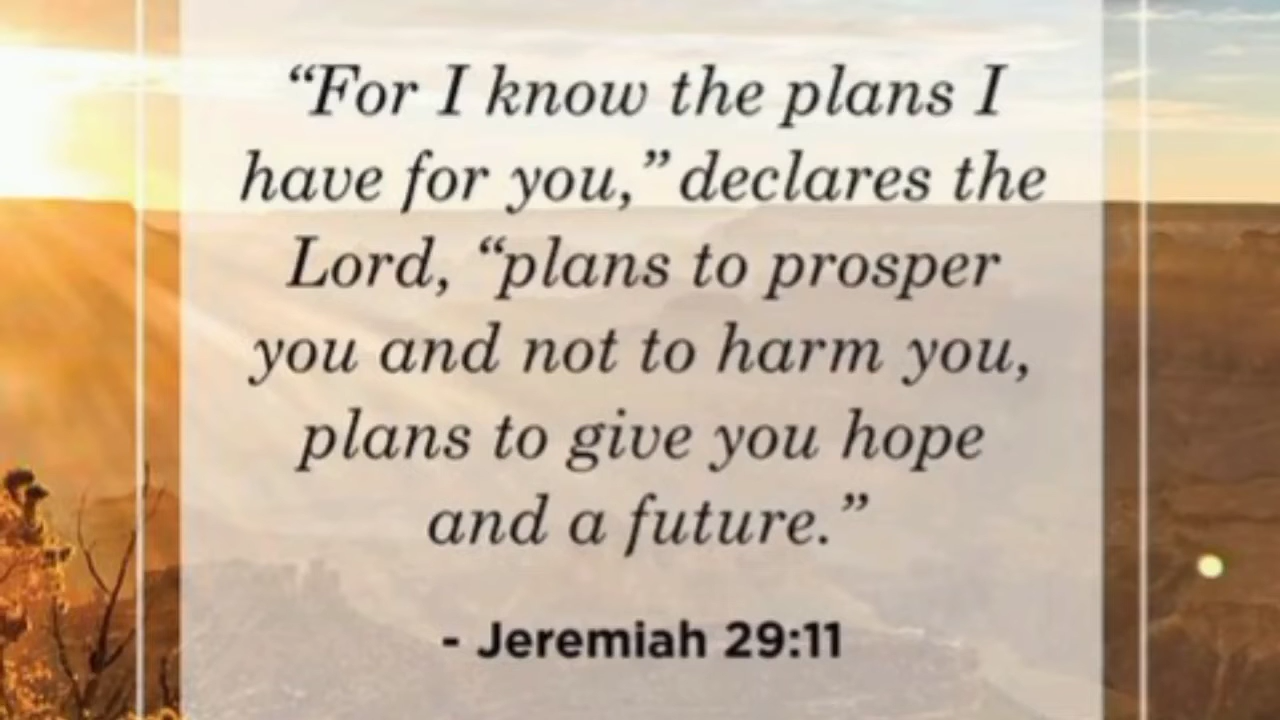 “For I know the plans I
have for you,” declares the
Lord, “plans to prosper
you and not to harm you,
plans to give you hope
and a future.”
- Jeremiah 29:11